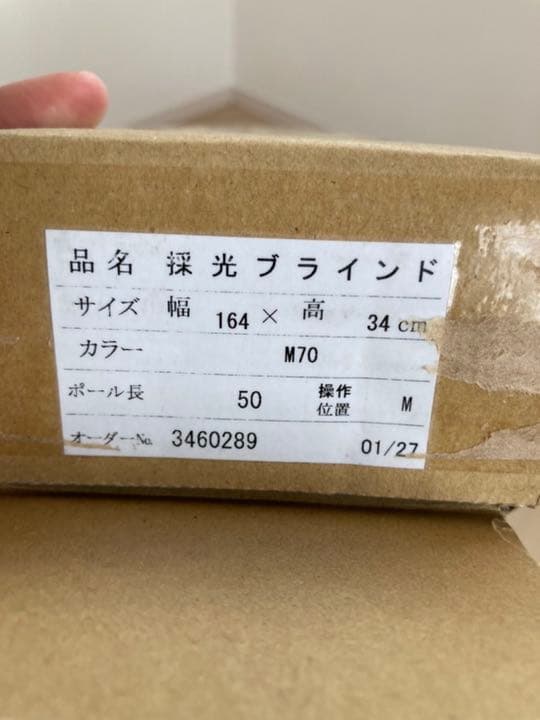 品名 採光ブラインド
サイズ 幅 164 × 高 34 cm
カラー M70
ポール長 50 操作位置 M
オーダーNo. 3460289 01/27